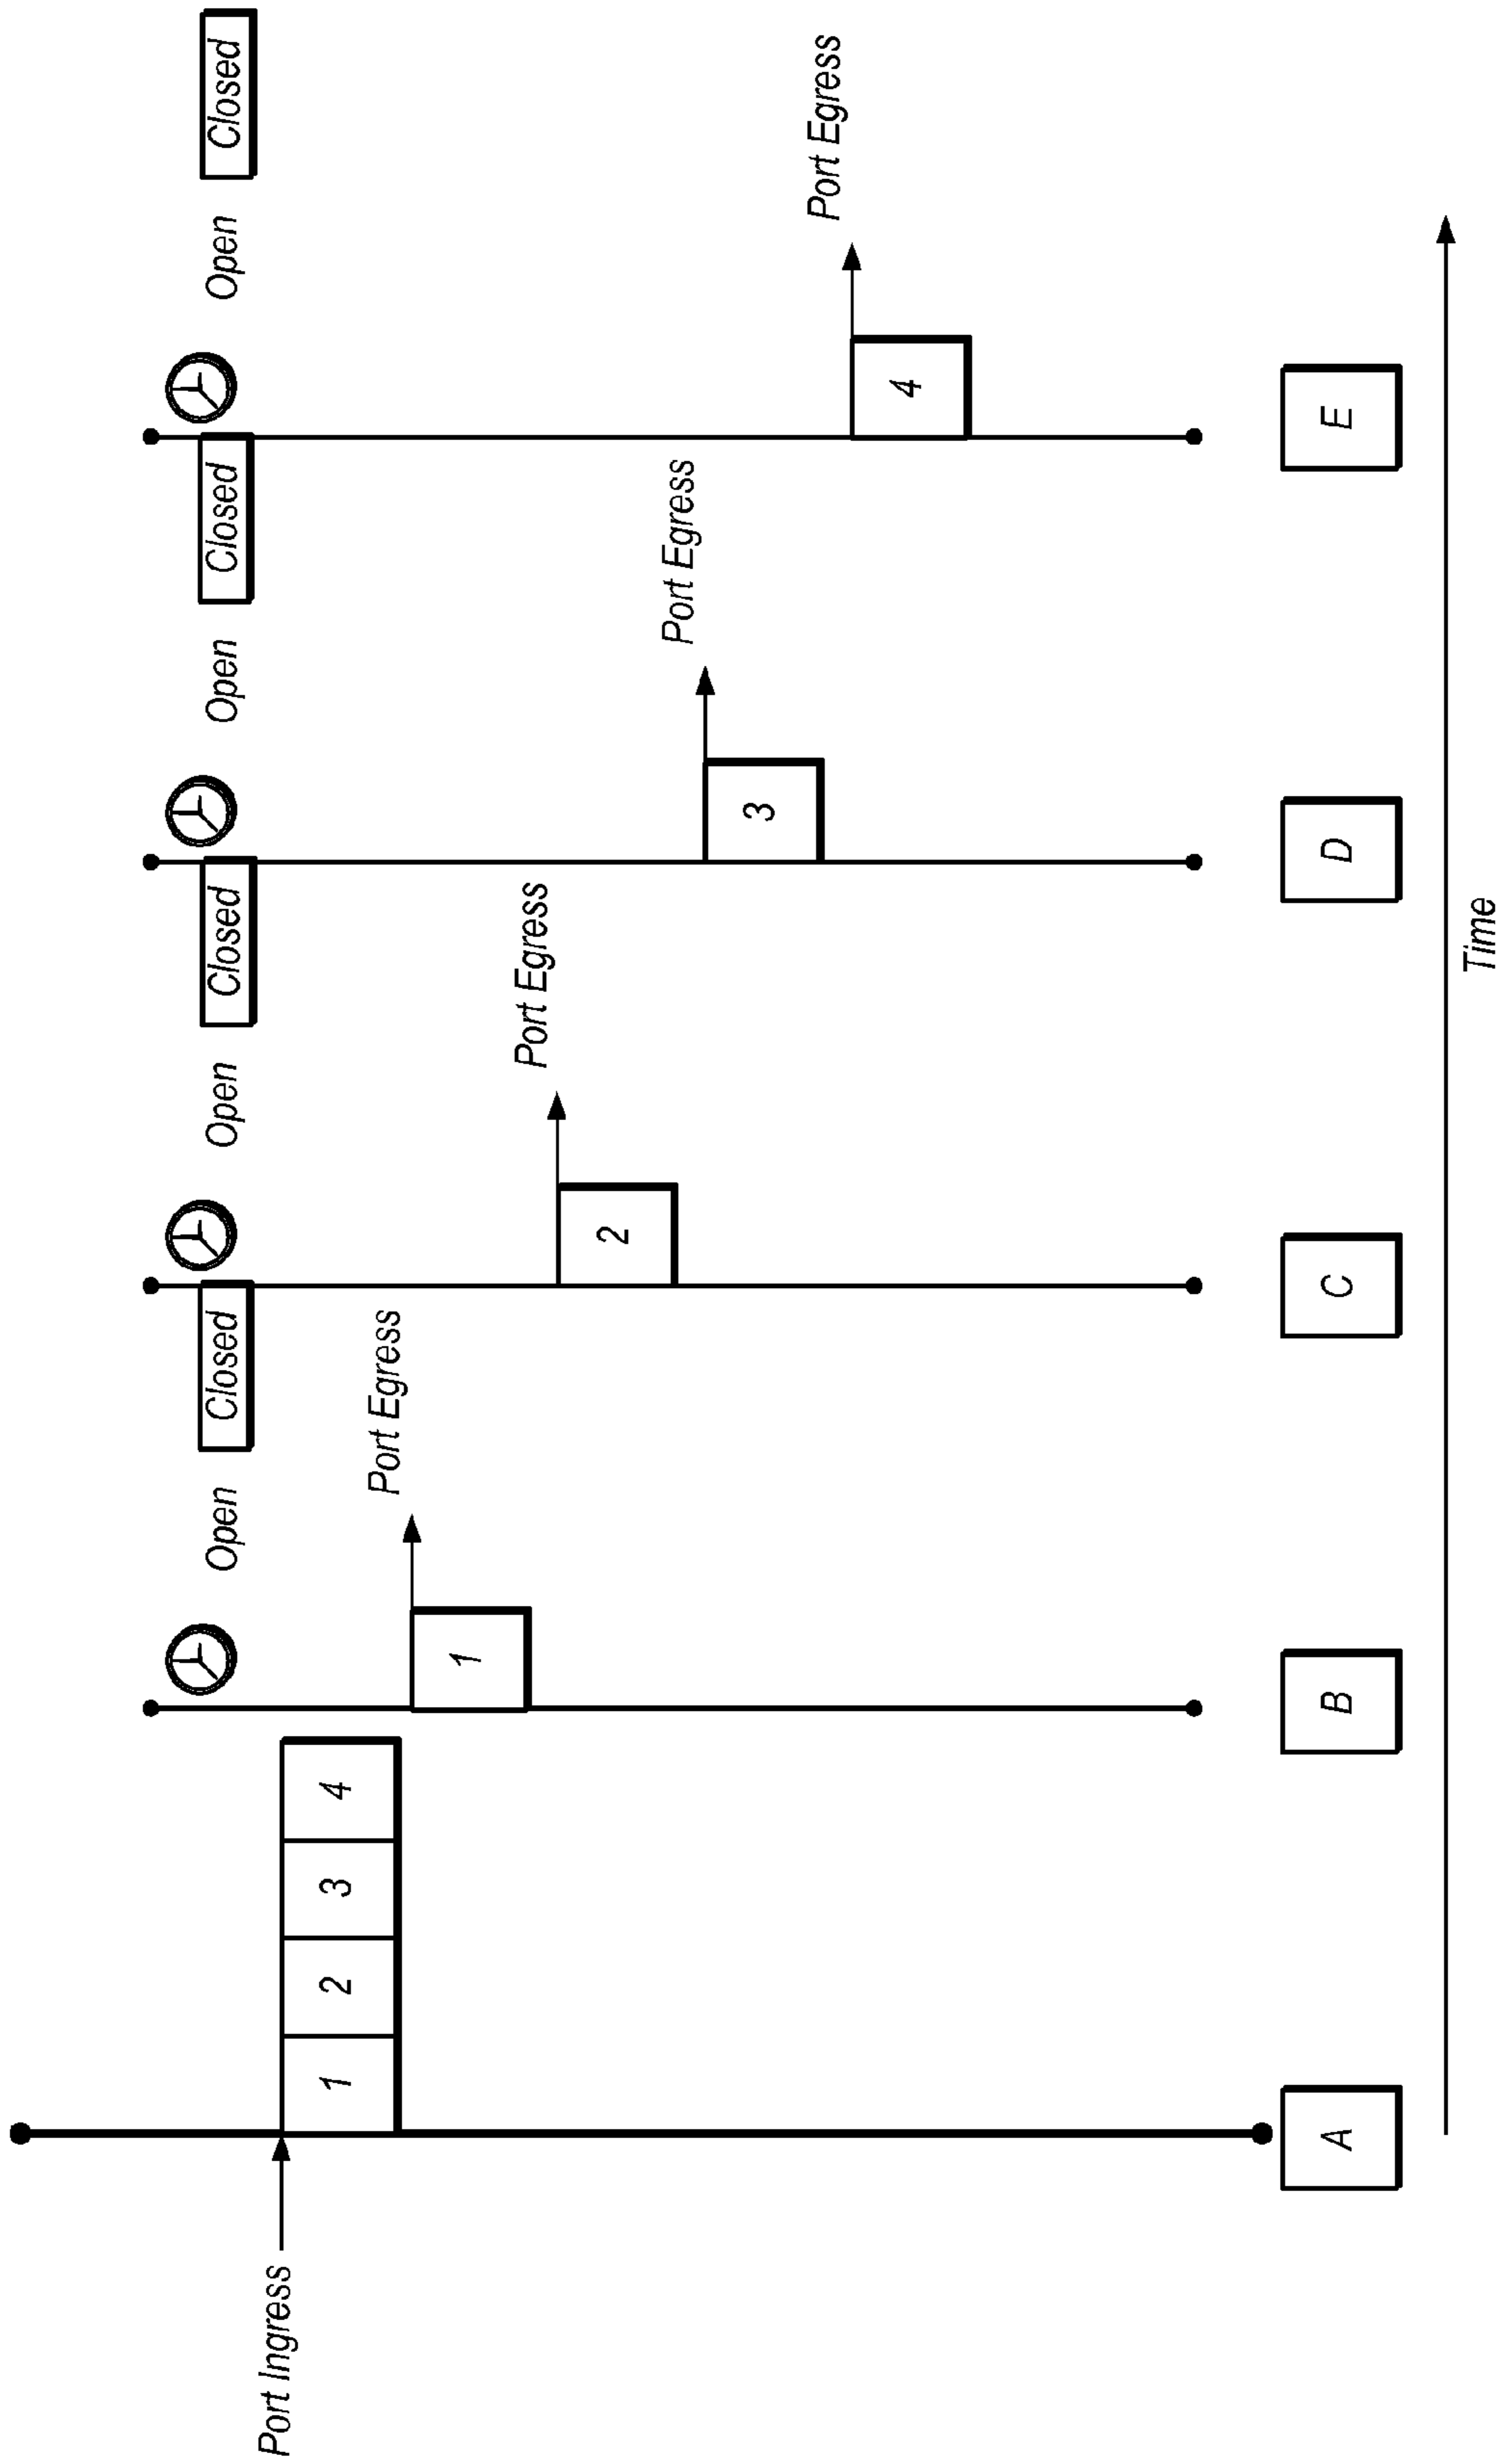 Open
Closed
Open
Closed
Open
Closed
Open
Closed
Port Ingress
1
2
3
4
1
Port Egress
2
Port Egress
3
Port Egress
4
Port Egress
A
B
C
D
E
Time